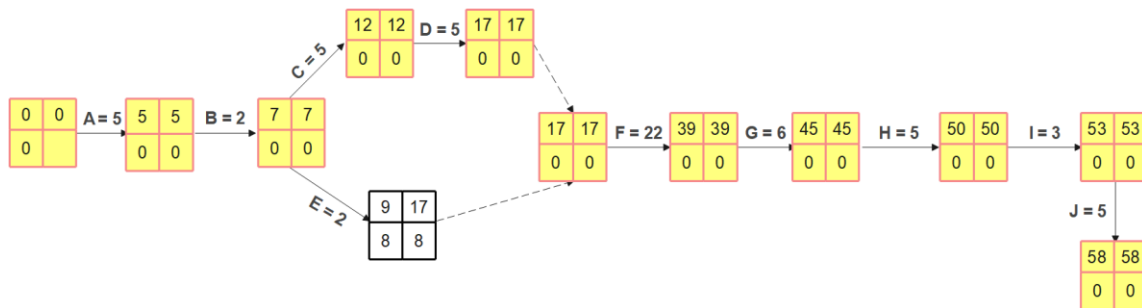 12 12
D = 5
17 17
0 0
0 0
C = 5
0 0
0
A = 5
5 5
0 0
B = 2
7 7
0 0
17 17
0 0
F = 22
39 39
0 0
G = 6
45 45
0 0
H = 5
50 50
0 0
I = 3
53 53
0 0
E = 2
9 17
8 8
J = 5
58 58
0 0